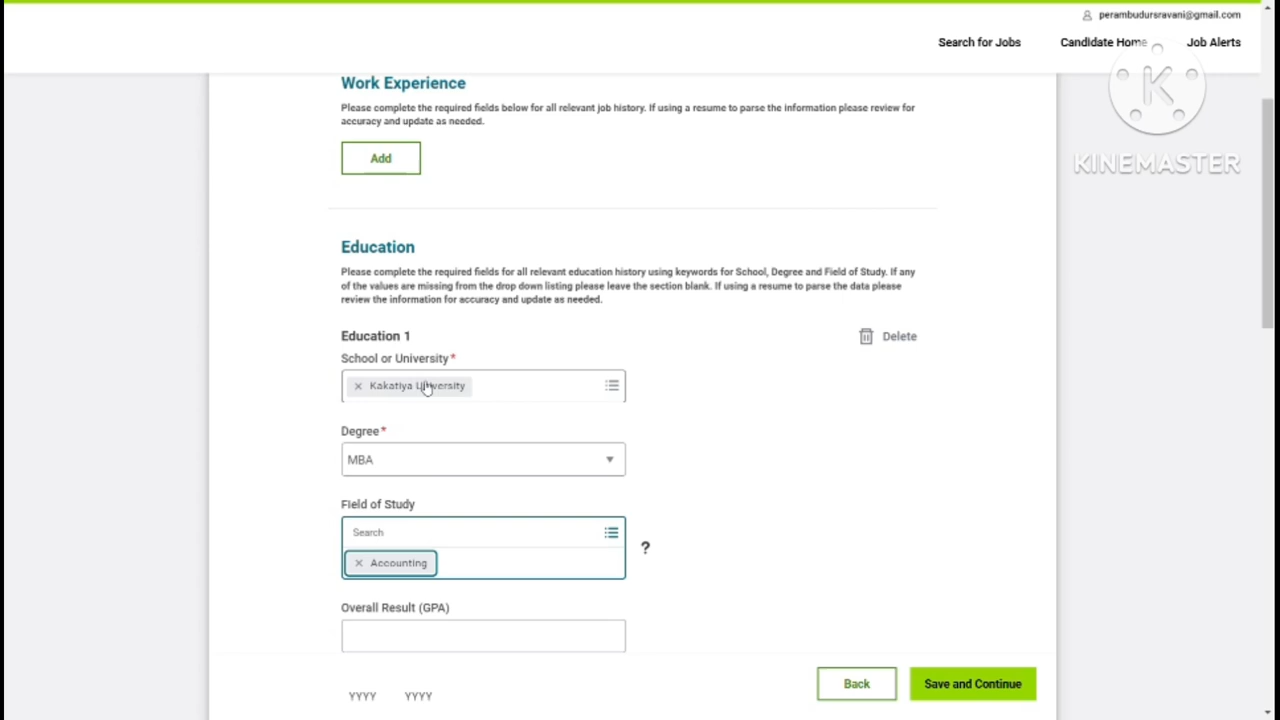 perambudursravani@gmail.com
Search for Jobs Candidate Home Job Alerts
K
KINEMASTER
Work Experience
Please complete the required fields below for all relevant job history. If using a resume to parse the information please review for
accuracy and update as needed.
Add
Education
Please complete the required fields for all relevant education history using keywords for School, Degree and Field of Study. If any
of the values are missing from the drop down listing please leave the section blank. If using a resume to parse the data please
review the information for accuracy and update as needed.
Education 1
Delete
School or University*
× Kakatiya University
Degree*
MBA
Field of Study
Search
× Accounting
?
Overall Result (GPA)
YYYY YYYY
Back Save and Continue